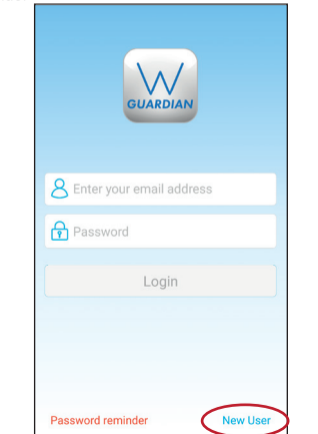 W
GUARDIAN
Enter your email address
Password
Login
Password reminder New User